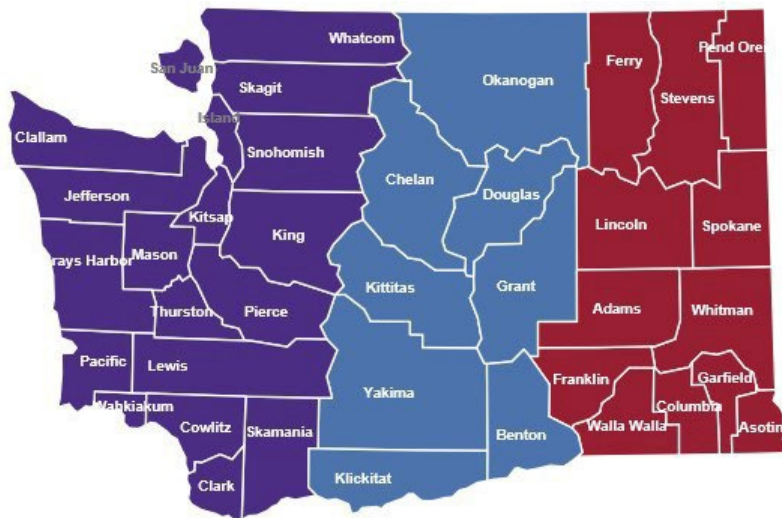 Whatcom
San Juan
Skagit
Island
Clallam
Snohomish
Jefferson
Kitsap
King
Mason
rays Harbor
Thurston
Pierce
Pacific
Lewis
Wahkiakum
Cowlitz
Skamania
Clark
Okanogan
Chelan
Douglas
Kittitas
Grant
Yakima
Benton
Klickitat
Ferry
Pend Orei
Stevens
Lincoln
Spokane
Adams
Whitman
Franklin
Garfield
Columbia
Walla Walla
Asotin